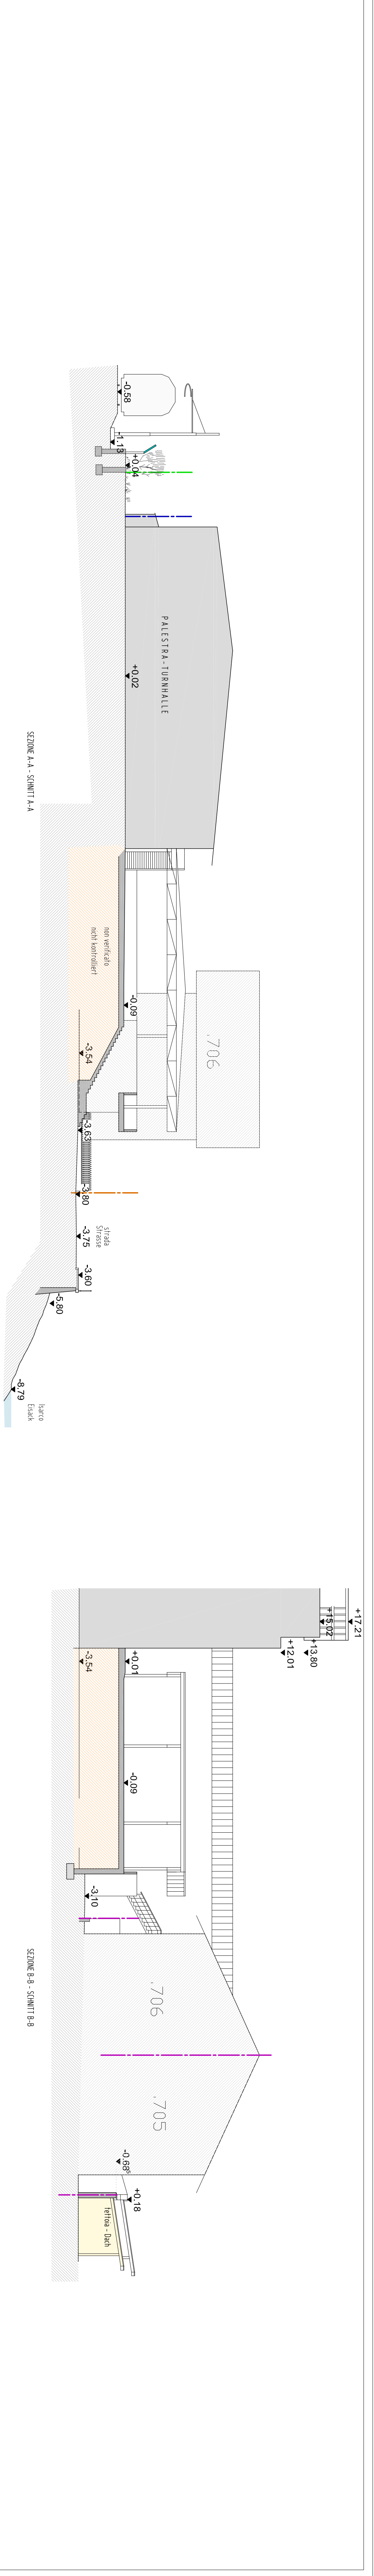 -0.58
-1.13
+0.04
PALESTRA-TURNHALLE
+0.02
SEZIONE A-A - SCHNITT A-A
non verificato
nicht kontrolliert
-0.09
.706
-3.54
-3.63
-3.80
strada
Strasse
-3.75
-3.60
-5.80
-8.79
Isarco
Eisack
+17.21
+15.02
+13.80
+12.01
+0.01
-3.54
-0.09
-3.10
SEZIONE B-B - SCHNITT B-B
.706
.705
-0.68⁵
+0.18
tettoia - Dach